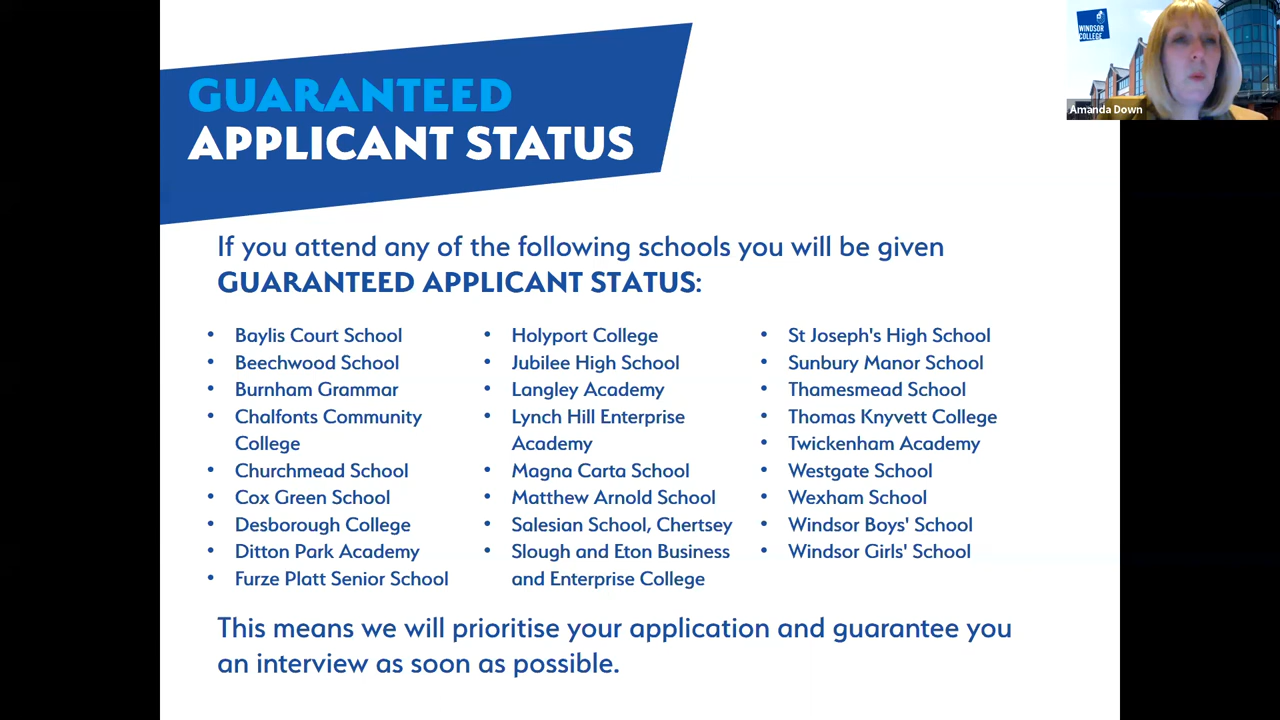 GUARANTEED
APPLICANT STATUS
WINDSOR
COLLEGE
Amanda Down
If you attend any of the following schools you will be given
GUARANTEED APPLICANT STATUS:
• Baylis Court School
• Beechwood School
• Burnham Grammar
• Chalfonts Community
College
• Churchmead School
• Cox Green School
• Desborough College
• Ditton Park Academy
• Furze Platt Senior School
• Holyport College
• Jubilee High School
• Langley Academy
• Lynch Hill Enterprise
Academy
• Magna Carta School
• Matthew Arnold School
• Salesian School, Chertsey
• Slough and Eton Business
and Enterprise College
• St Joseph's High School
• Sunbury Manor School
• Thamesmead School
• Thomas Knyvett College
• Twickenham Academy
• Westgate School
• Wexham School
• Windsor Boys' School
• Windsor Girls' School
This means we will prioritise your application and guarantee you
an interview as soon as possible.